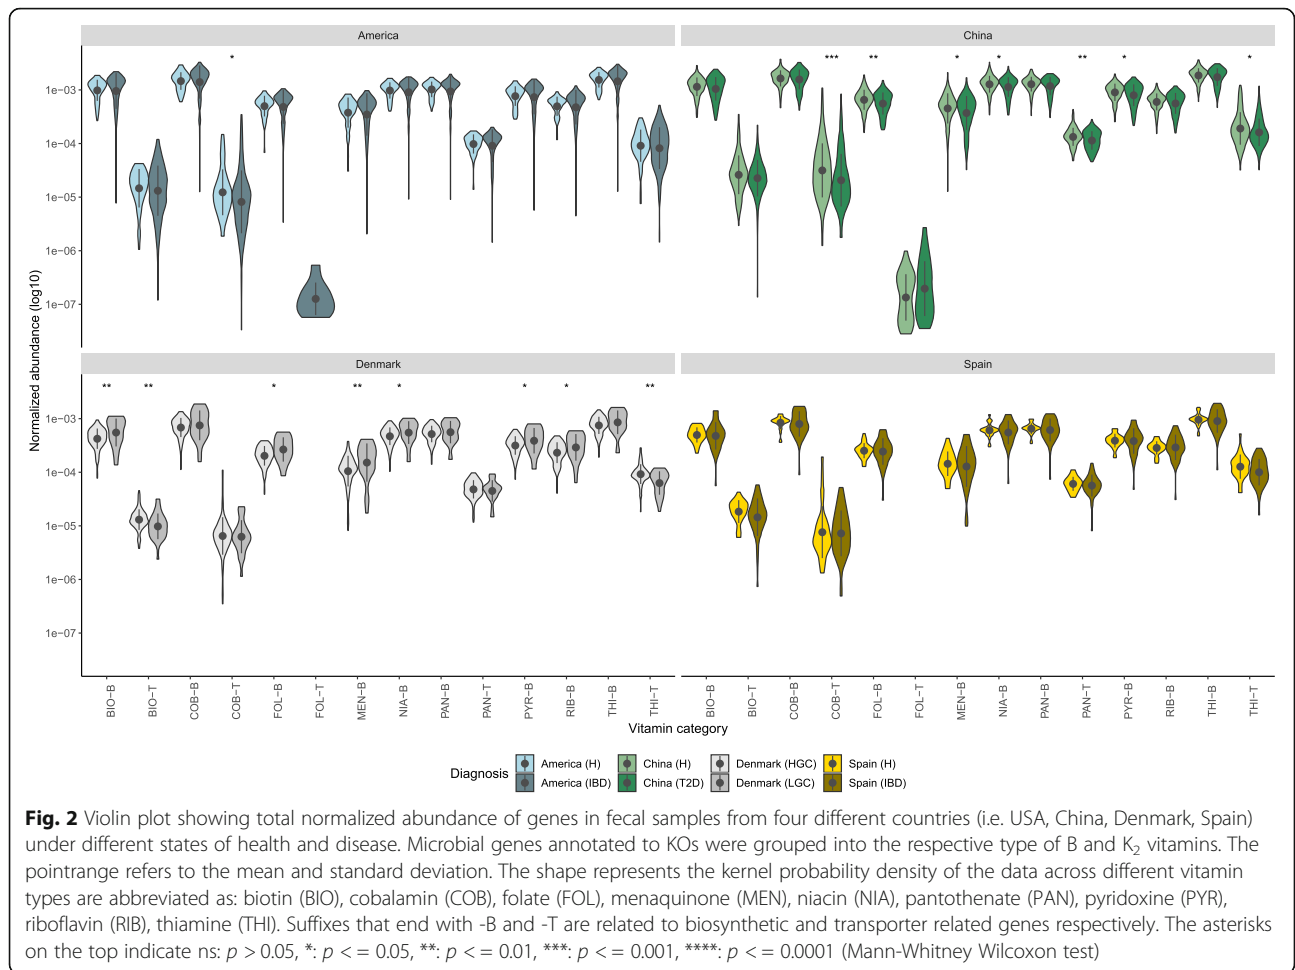 America
China
*
***
**
*
*
**
*
*
1e−03
1e−04
1e−05
1e−06
1e−07
Denmark
Spain
**
**
*
**
*
*
*
**
1e−03
1e−04
1e−05
1e−06
1e−07
Normalized abundance (log10)
BIO−B
BIO−T
COB−B
COB−T
FOL−B
FOL−T
MEN−B
NIA−B
PAN−B
PAN−T
PYR−B
RIB−B
THI−B
THI−T
BIO−B
BIO−T
COB−B
COB−T
FOL−B
FOL−T
MEN−B
NIA−B
PAN−B
PAN−T
PYR−B
RIB−B
THI−B
THI−T
Vitamin category
Diagnosis
America (H)
China (H)
Denmark (HGC)
Spain (H)
America (IBD)
China (T2D)
Denmark (LGC)
Spain (IBD)
Fig. 2 Violin plot showing total normalized abundance of genes in fecal samples from four different countries (i.e. USA, China, Denmark, Spain)
under different states of health and disease. Microbial genes annotated to KOs were grouped into the respective type of B and K₂ vitamins. The
pointrange refers to the mean and standard deviation. The shape represents the kernel probability density of the data across different vitamin
types are abbreviated as: biotin (BIO), cobalamin (COB), folate (FOL), menaquinone (MEN), niacin (NIA), pantothenate (PAN), pyridoxine (PYR),
riboflavin (RIB), thiamine (THI). Suffixes that end with -B and -T are related to biosynthetic and transporter related genes respectively. The asterisks
on the top indicate ns: p > 0.05, *: p < = 0.05, **: p < = 0.01, ***: p < = 0.001, ****: p < = 0.0001 (Mann-Whitney Wilcoxon test)